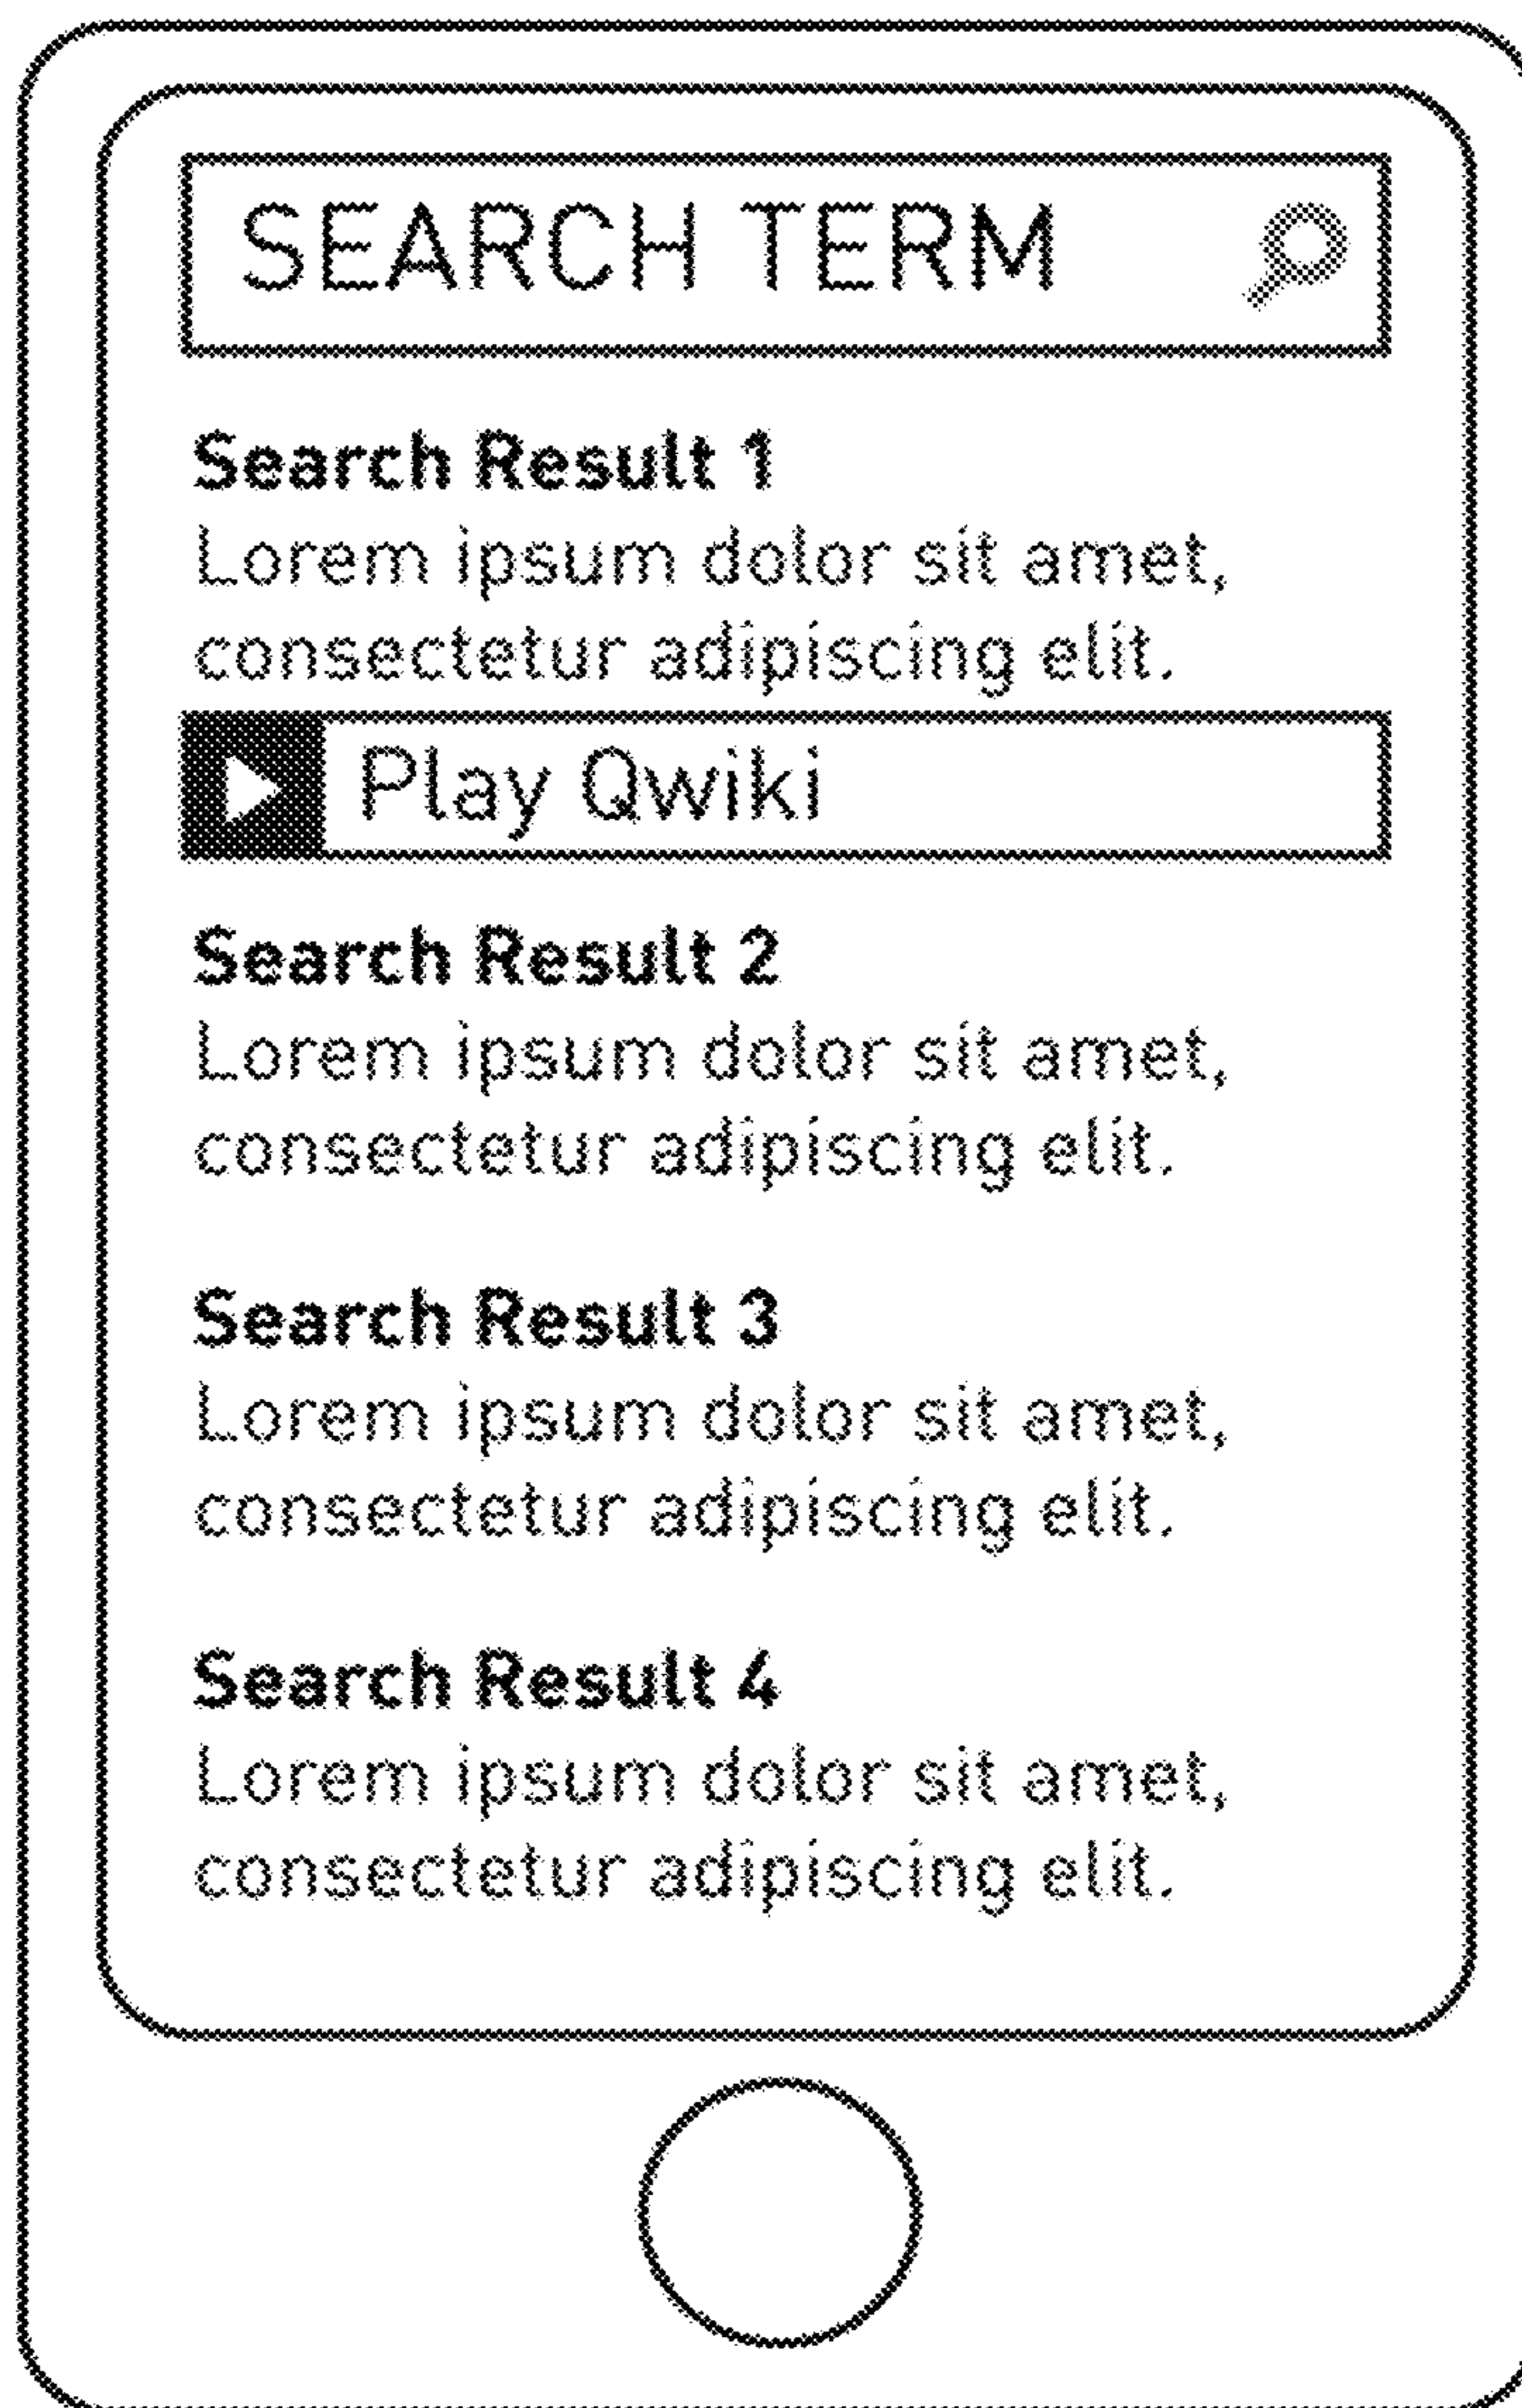 SEARCH TERM
Search Result 1
Lorem ipsum dolor sit amet,
consectetur adipiscing elit.
Play Qwiki
Search Result 2
Lorem ipsum dolor sit amet,
consectetur adipiscing elit.
Search Result 3
Lorem ipsum dolor sit amet,
consectetur adipiscing elit.
Search Result 4
Lorem ipsum dolor sit amet,
consectetur adipiscing elit.